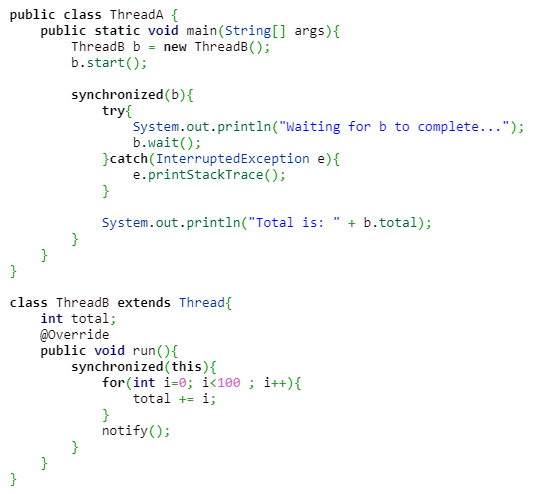 public class ThreadA {
    public static void main(String[] args){
        ThreadB b = new ThreadB();
        b.start();

        synchronized(b){
            try{
                System.out.println("Waiting for b to complete...");
                b.wait();
            }catch(InterruptedException e){
                e.printStackTrace();
            }

            System.out.println("Total is: " + b.total);
        }
    }
}

class ThreadB extends Thread{
    int total;
    @Override
    public void run(){
        synchronized(this){
            for(int i=0; i<100 ; i++){
                total += i;
            }
            notify();
        }
    }
}